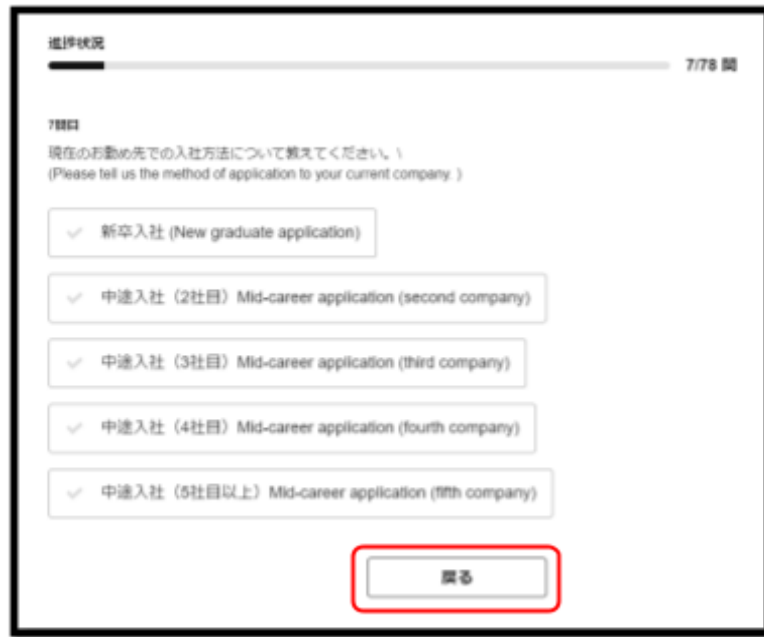 進捗状況
7/78 問
7問目
現在のお勤め先での入社方法について教えてください。\
(Please tell us the method of application to your current company. )
新卒入社 (New graduate application)
中途入社（2社目）Mid-career application (second company)
中途入社（3社目）Mid-career application (third company)
中途入社（4社目）Mid-career application (fourth company)
中途入社（5社目以上）Mid-career application (fifth company)
戻る